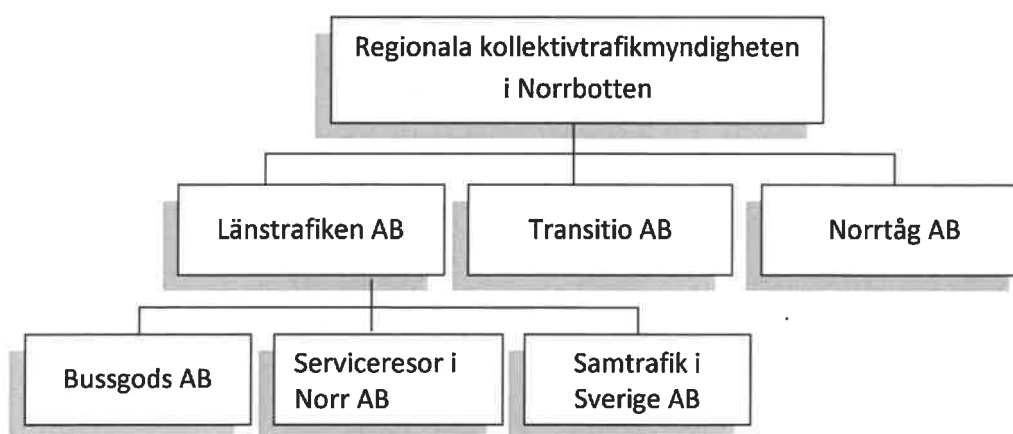 Regionala kollektivtrafikmyndigheten
i Norrbotten
Länstrafiken AB
Transitio AB
Norrtåg AB
Bussgods AB
Serviceresor i
Norr AB
Samtrafik i
Sverige AB